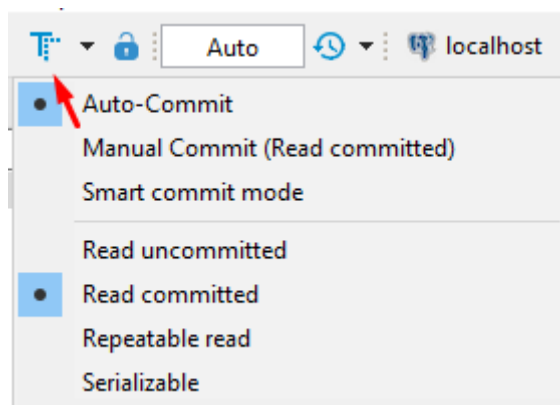 Auto
localhost
Auto-Commit
Manual Commit (Read committed)
Smart commit mode
Read uncommitted
Read committed
Repeatable read
Serializable